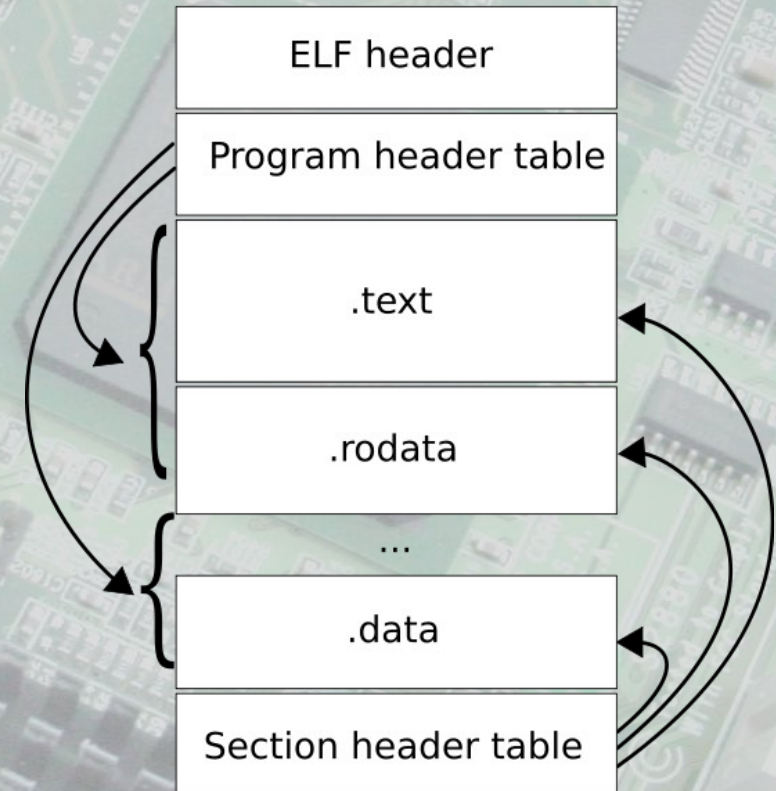 ELF header
Program header table
.text
.rodata
...
.data
Section header table